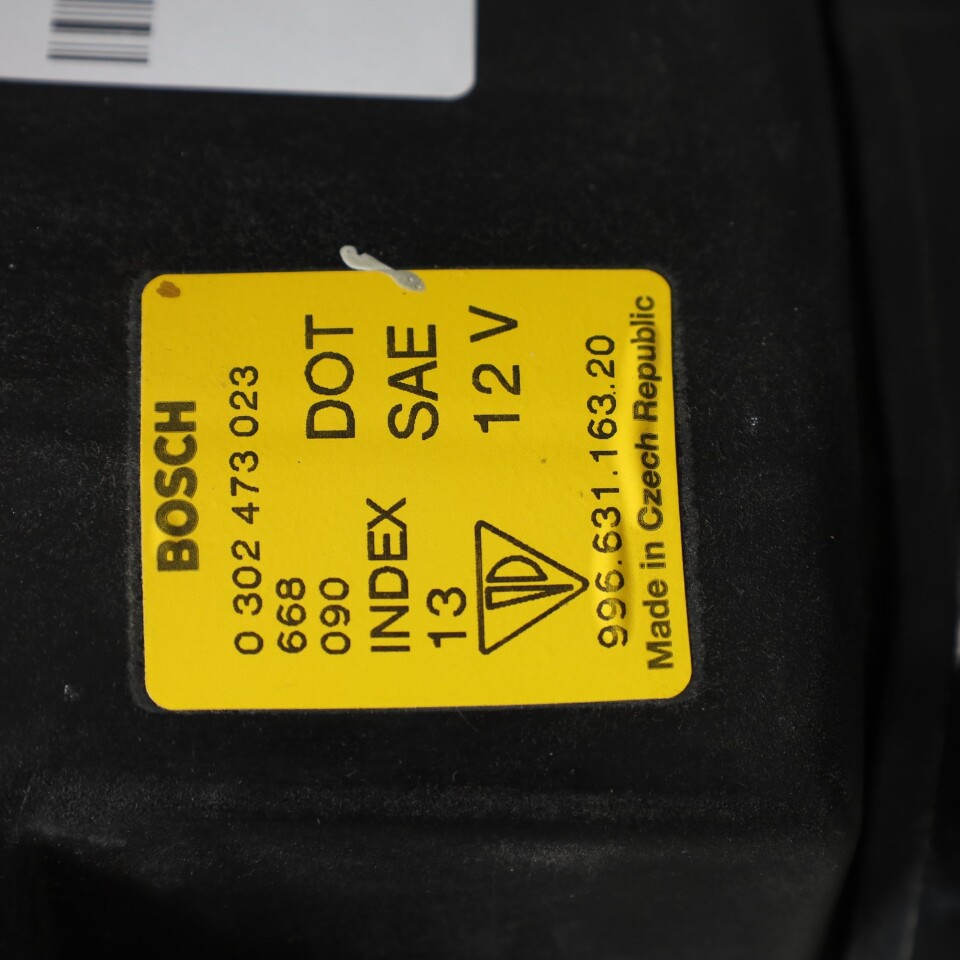 BOSCH
0 302 473 023
668
090 DOT
INDEX SAE
13 12 V
996.631.163.20
Made in Czech Republic